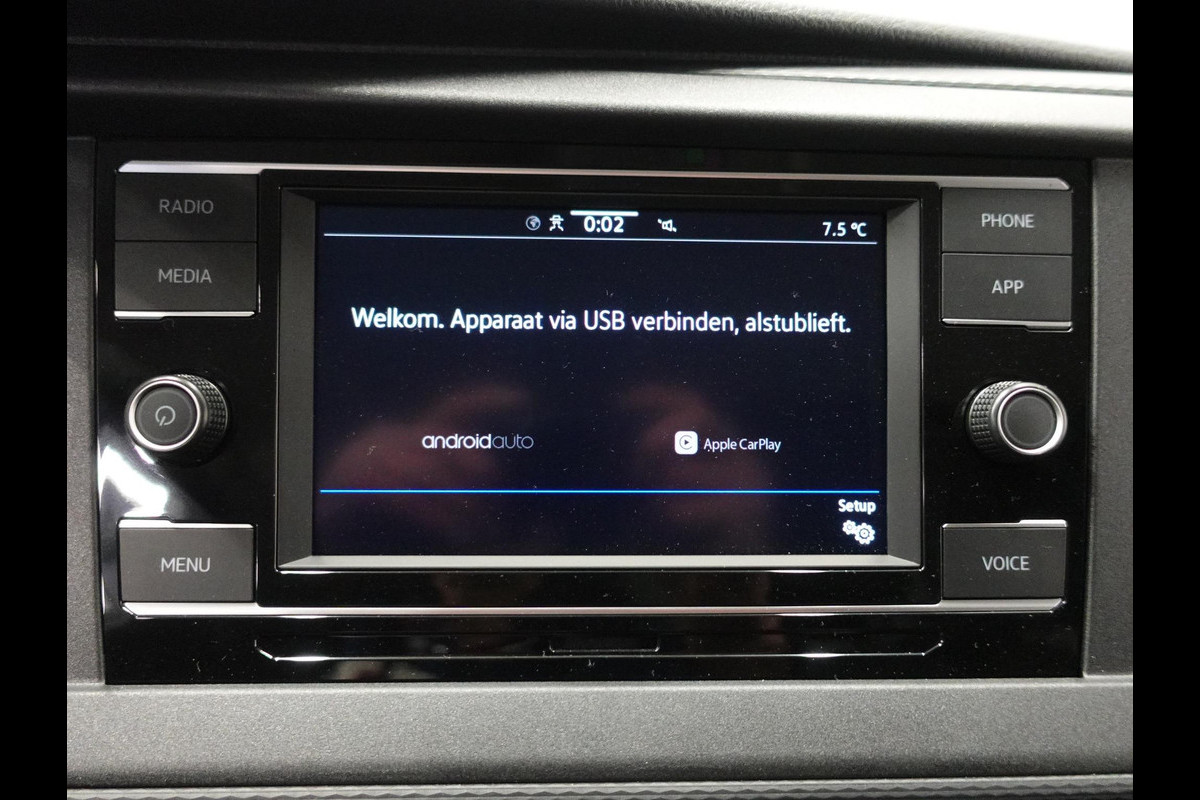 RADIO
MEDIA
MENU
0:02
7.5 °C
Welkom. Apparaat via USB verbinden, alstublieft.
androidauto
Apple CarPlay
Setup
PHONE
APP
VOICE